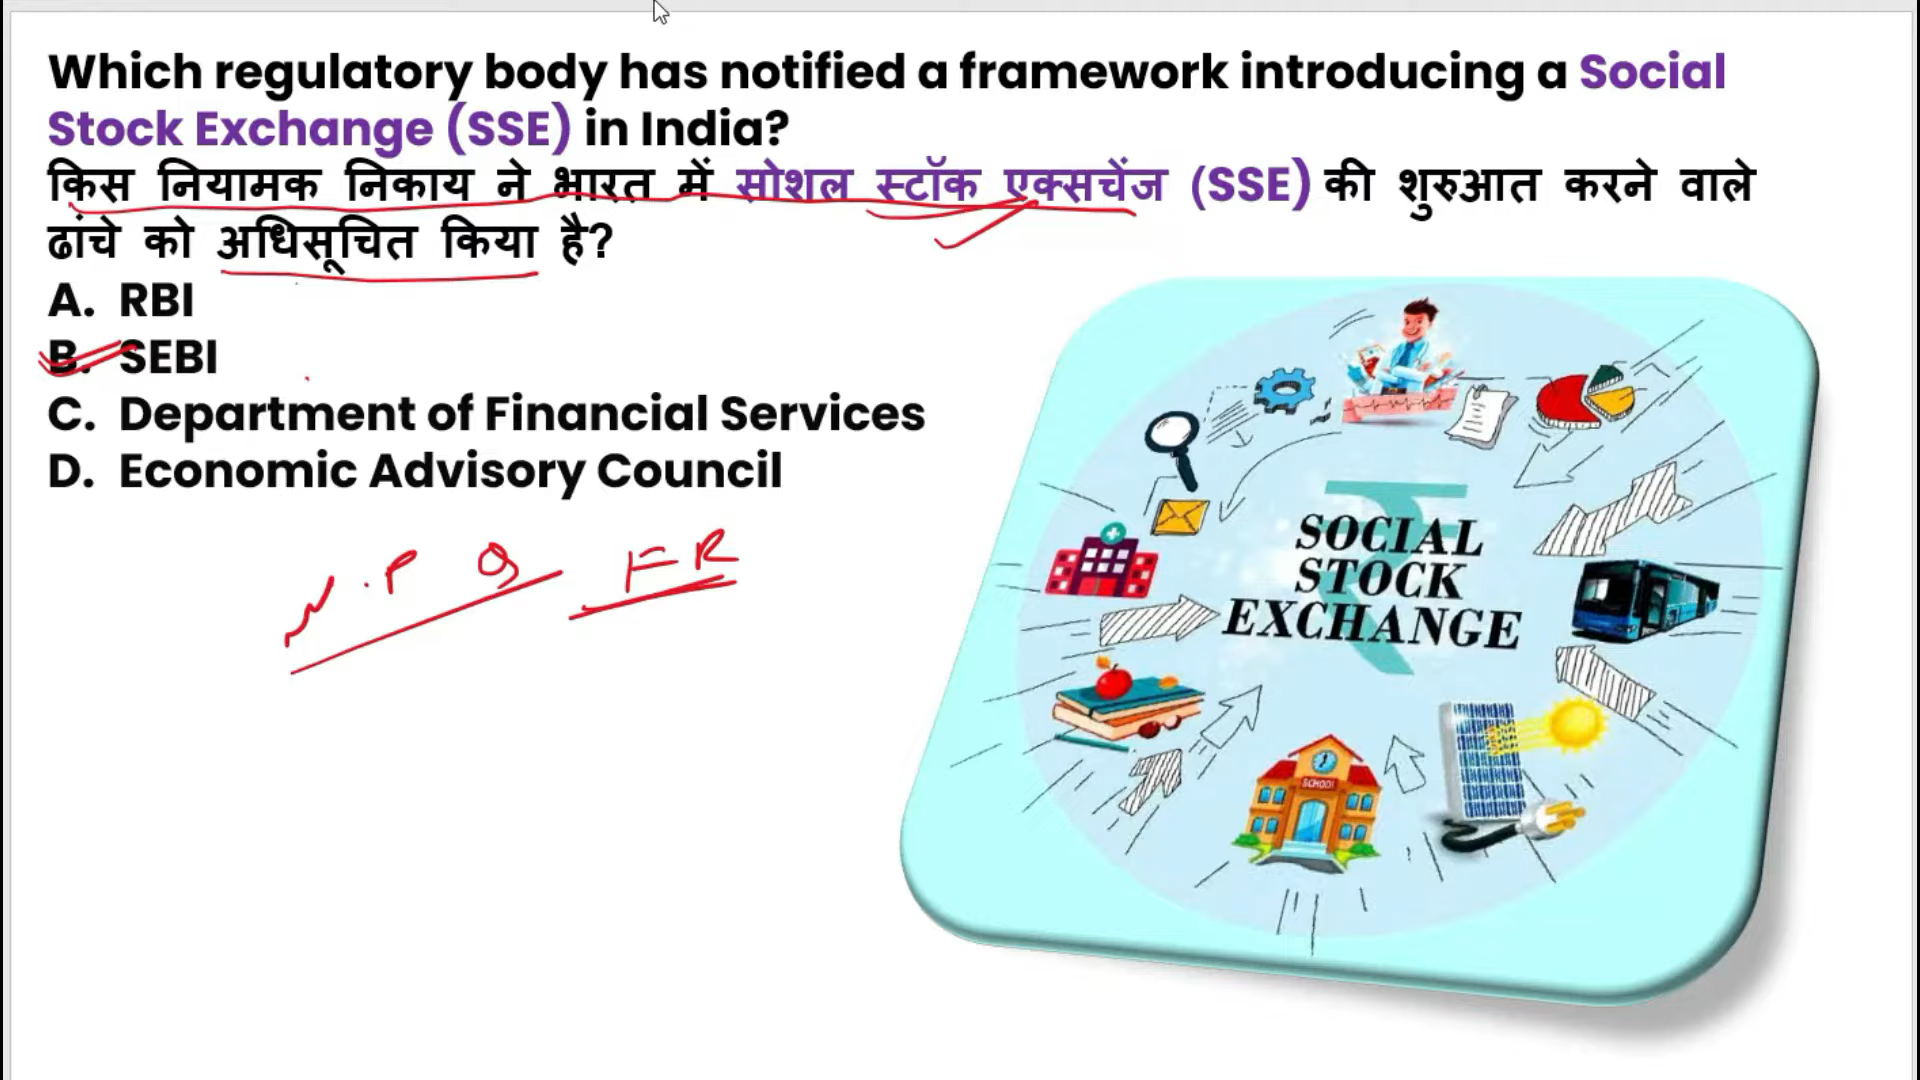 Which regulatory body has notified a framework introducing a Social
Stock Exchange (SSE) in India?
किस नियामक निकाय ने भारत में सोशल स्टॉक एक्सचेंज (SSE) की शुरुआत करने वाले
ढांचे को अधिसूचित किया है?
A. RBI
B. SEBI
C. Department of Financial Services
D. Economic Advisory Council
N.P O FR
SOCIAL
STOCK
EXCHANGE
SCHOOL